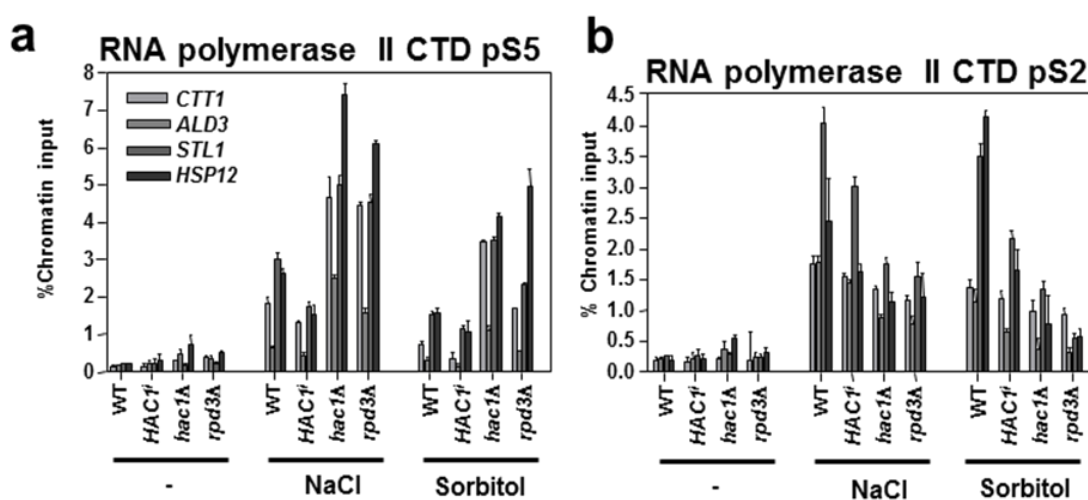 a
RNA polymerase II CTD pS5
%Chromatin input
8
7
6
5
4
3
2
1
0
CTT1
ALD3
STL1
HSP12
WT
HAC1ⁱ
hac1Δ
rpd3Δ
WT
HAC1ⁱ
hac1Δ
rpd3Δ
WT
HAC1ⁱ
hac1Δ
rpd3Δ
-
NaCl
Sorbitol
b
RNA polymerase II CTD pS2
% Chromatin input
4.5
4.0
3.5
3.0
2.5
2.0
1.5
1.0
0.5
0.0
WT
HAC1ⁱ
hac1Δ
rpd3Δ
WT
HAC1ⁱ
hac1Δ
rpd3Δ
WT
HAC1ⁱ
hac1Δ
rpd3Δ
-
NaCl
Sorbitol